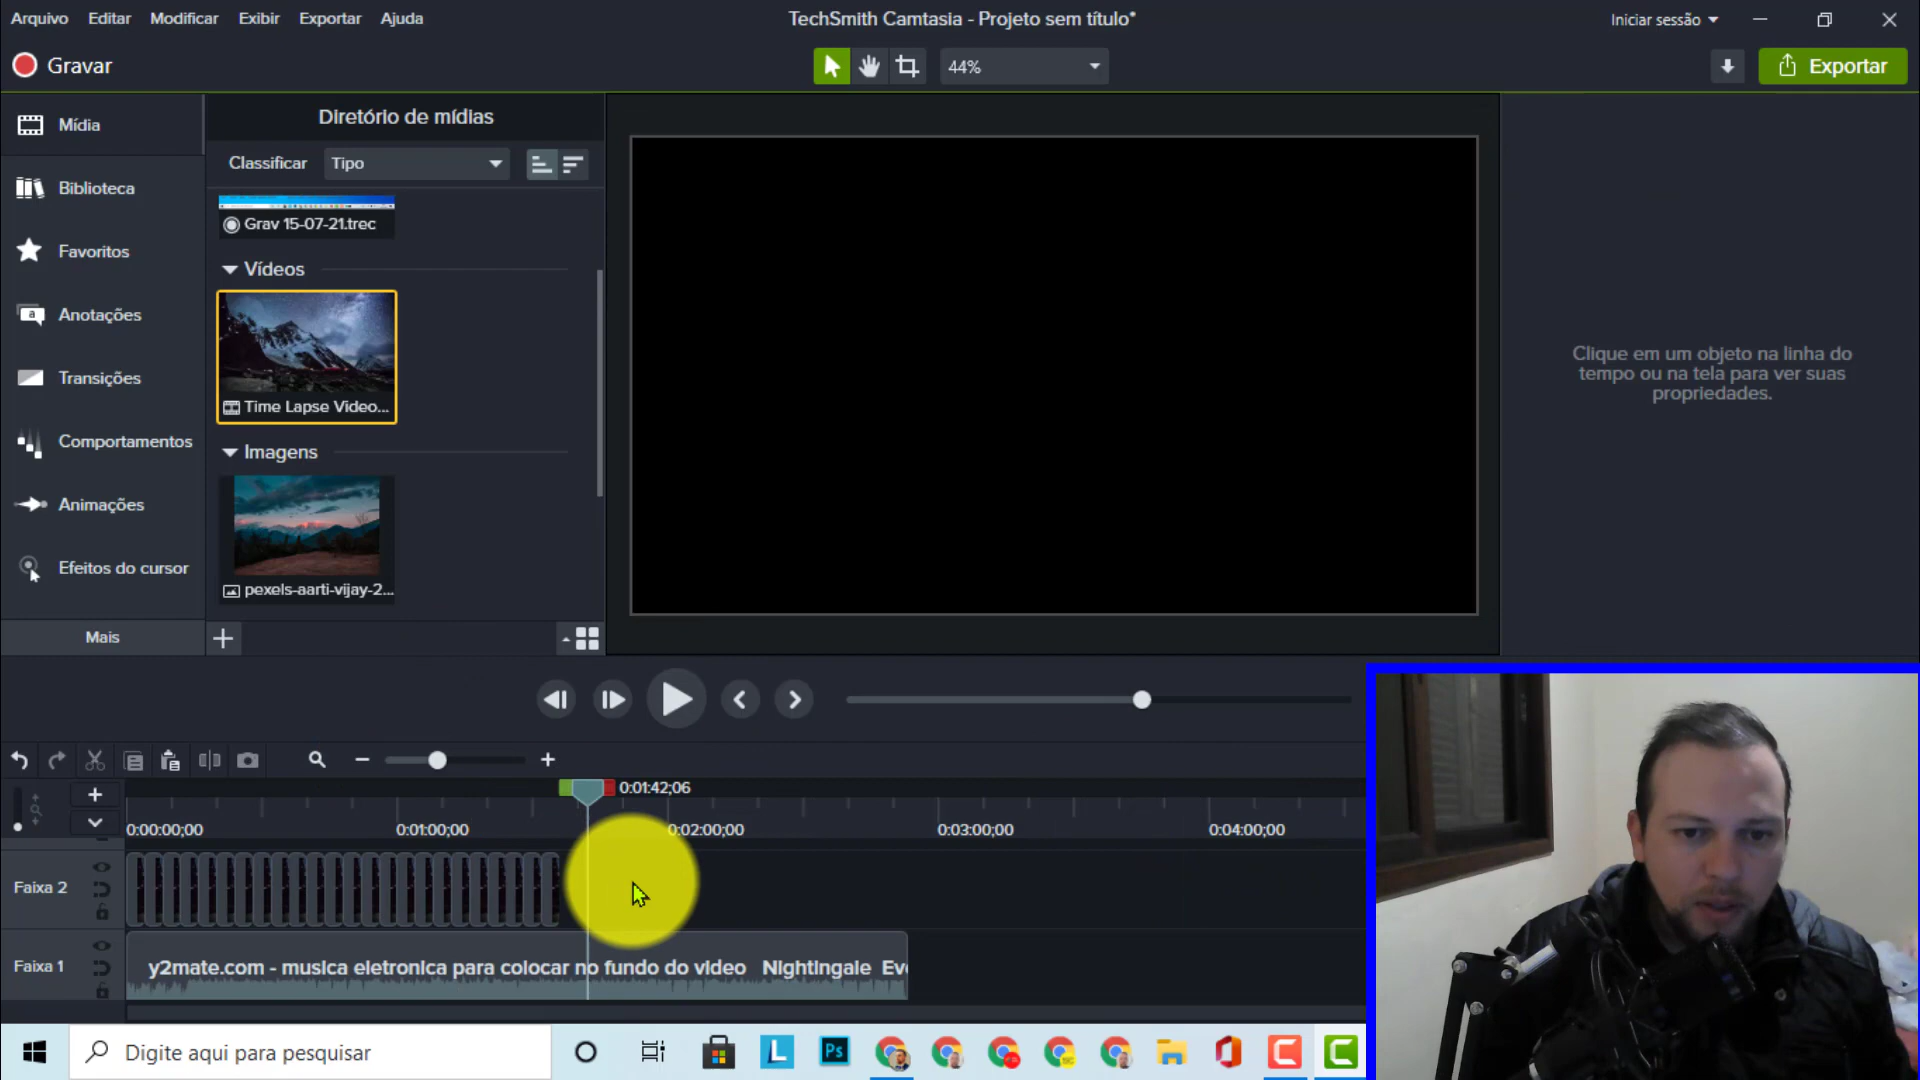 Arquivo Editar Modificar Exibir Exportar Ajuda
TechSmith Camtasia - Projeto sem título*
Iniciar sessão
Gravar
44%
Exportar
Mídia
Biblioteca
Favoritos
Anotações
Transições
Comportamentos
Animações
Efeitos do cursor
Mais
Diretório de mídias
Classificar Tipo
Grav 15-07-21.trec
Vídeos
Time Lapse Video...
Imagens
pexels-aarti-vijay-2...
Clique em um objeto na linha do
tempo ou na tela para ver suas
propriedades.
0:01:42;06
0:00:00;00 0:01:00;00 0:02:00;00 0:03:00;00 0:04:00;00
Faixa 2
Faixa 1
y2mate.com - musica eletronica para colocar no fundo do video Nightingale Eve
Digite aqui para pesquisar
L
Ps